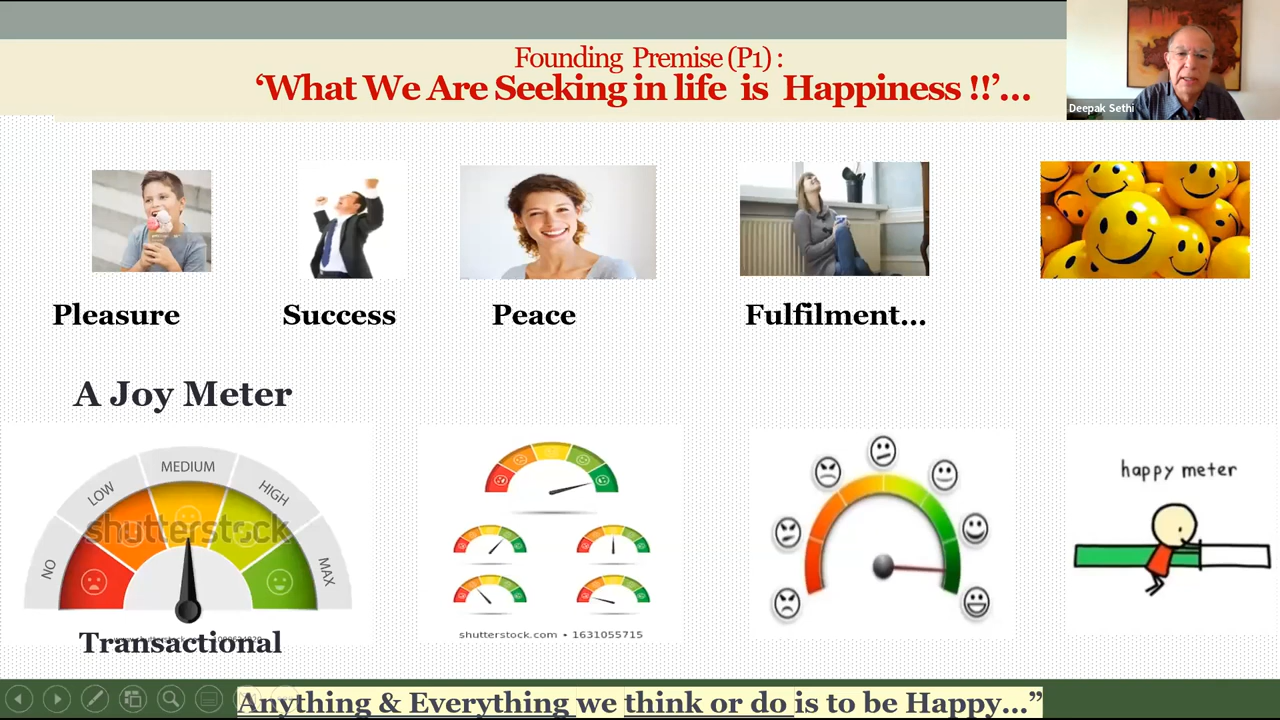 Founding Premise (P1) :
‘What We Are Seeking in life is Happiness !!’...
Deepak Sethi
Pleasure
Success
Peace
Fulfilment...
A Joy Meter
NO
LOW
MEDIUM
HIGH
MAX
shutterstock
Transactional
shutterstock.com • 1631055715
happy meter
Anything & Everything we think or do is to be Happy...”